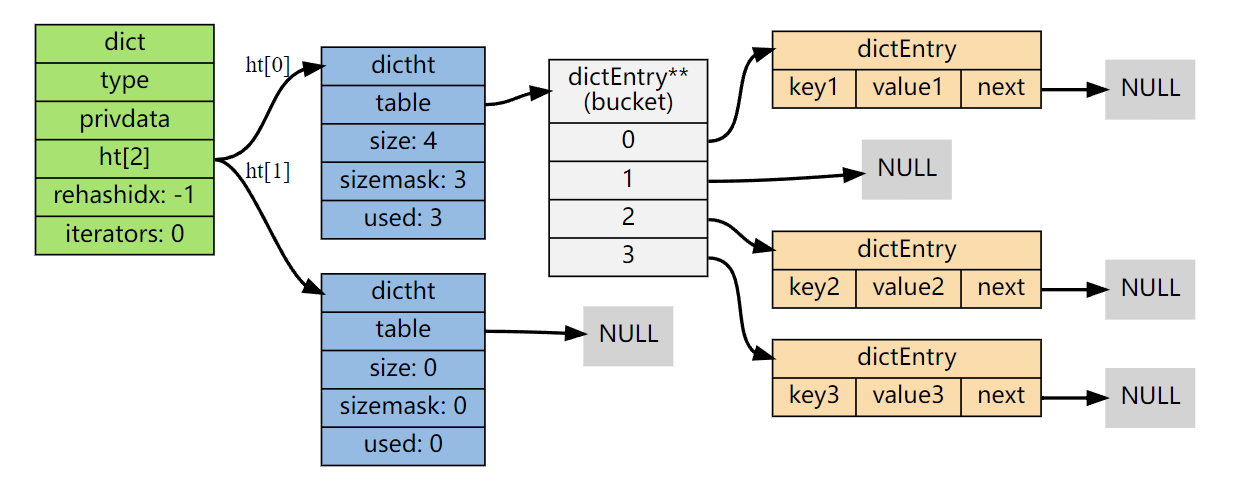 dict
type
privdata
ht[2]
rehashidx: -1
iterators: 0
ht[0]
ht[1]
dictht
table
size: 4
sizemask: 3
used: 3
dictht
table
size: 0
sizemask: 0
used: 0
dictEntry**
(bucket)
0
1
2
3
NULL
dictEntry
key1 value1 next
NULL
NULL
dictEntry
key2 value2 next
NULL
dictEntry
key3 value3 next
NULL